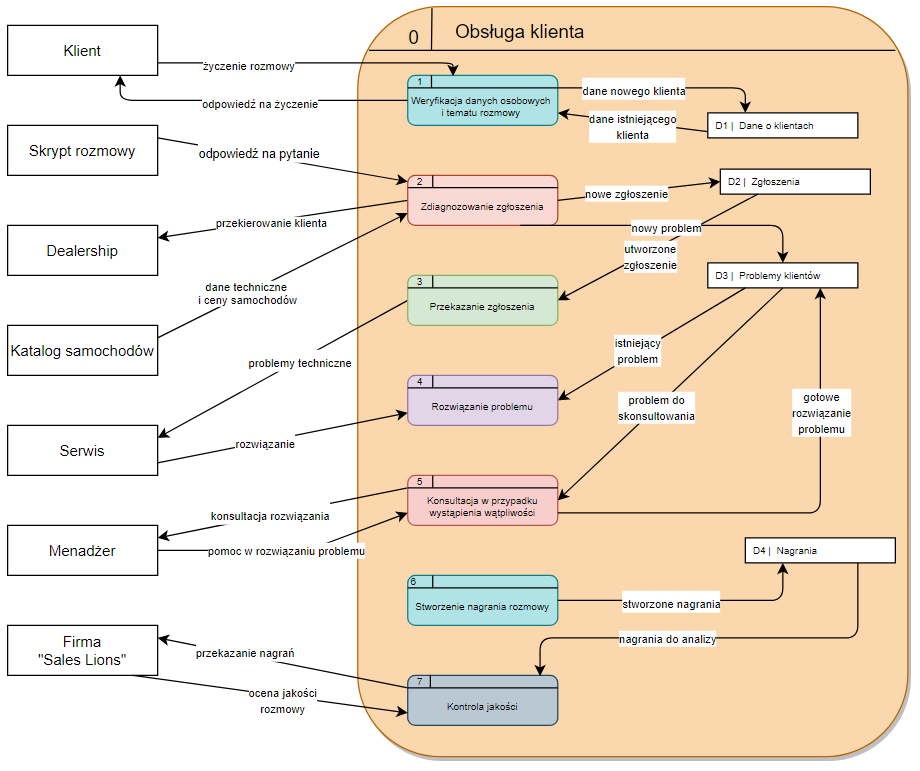 0
Obsługa klienta
Klient
życzenie rozmowy
odpowiedź na życzenie
1
Weryfikacja danych osobowych
i tematu rozmowy
dane nowego klienta
dane istniejącego
klienta
D1 | Dane o klientach
Skrypt rozmowy
odpowiedź na pytanie
2
Zdiagnozowanie zgłoszenia
nowe zgłoszenie
D2 | Zgłoszenia
przekierowanie klienta
Dealership
nowy problem
utworzone
zgłoszenie
D3 | Problemy klientów
dane techniczne
i ceny samochodów
3
Przekazanie zgłoszenia
Katalog samochodów
problemy techniczne
istniejący
problem
4
Rozwiązanie problemu
problem do
skonsultowania
gotowe
rozwiązanie
problemu
Serwis
rozwiązanie
5
Konsultacja w przypadku
wystąpienia wątpliwości
konsultacja rozwiązania
Menadżer
pomoc w rozwiązaniu problemu
D4 | Nagrania
6
Stworzenie nagrania rozmowy
stworzone nagrania
nagrania do analizy
Firma
"Sales Lions"
przekazanie nagrań
ocena jakości
rozmowy
7
Kontrola jakości